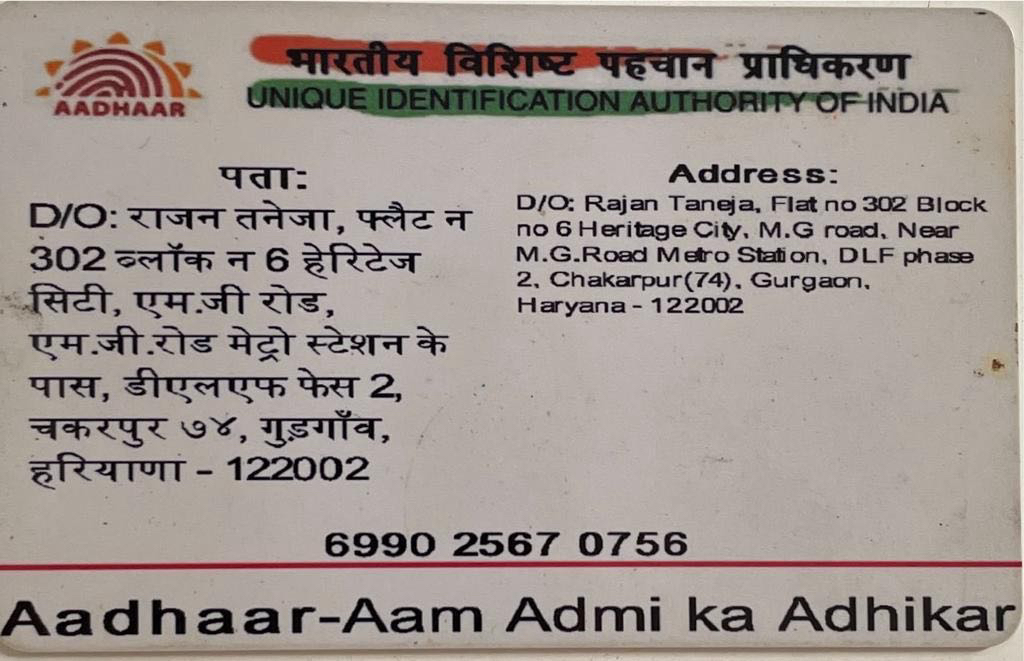 AADHAAR
भारतीय विशिष्ट पहचान प्राधिकरण
UNIQUE IDENTIFICATION AUTHORITY OF INDIA
पता:
D/O: राजन तनेजा, फ्लैट न
302 ब्लॉक न 6 हेरिटेज
सिटी, एम.जी रोड,
एम.जी.रोड मेट्रो स्टेशन के
पास, डीएलएफ फेस 2,
चकरपुर ७४, गुड़गाँव,
हरियाणा - 122002
Address:
D/O: Rajan Taneja, Flat no 302 Block
no 6 Heritage City, M.G road, Near
M.G.Road Metro Station, DLF phase
2, Chakarpur(74), Gurgaon,
Haryana - 122002
6990 2567 0756
Aadhaar-Aam Admi ka Adhikar